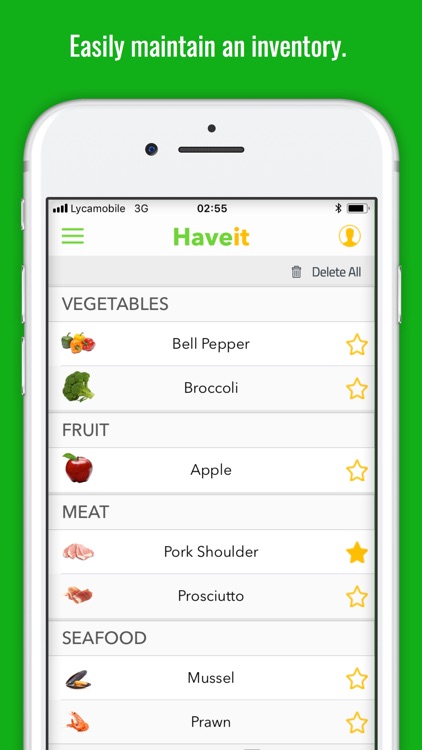 Easily maintain an inventory.
Lycamobile 3G 02:55
Haveit
Delete All
VEGETABLES
Bell Pepper
Broccoli
FRUIT
Apple
MEAT
Pork Shoulder
Prosciutto
SEAFOOD
Mussel
Prawn